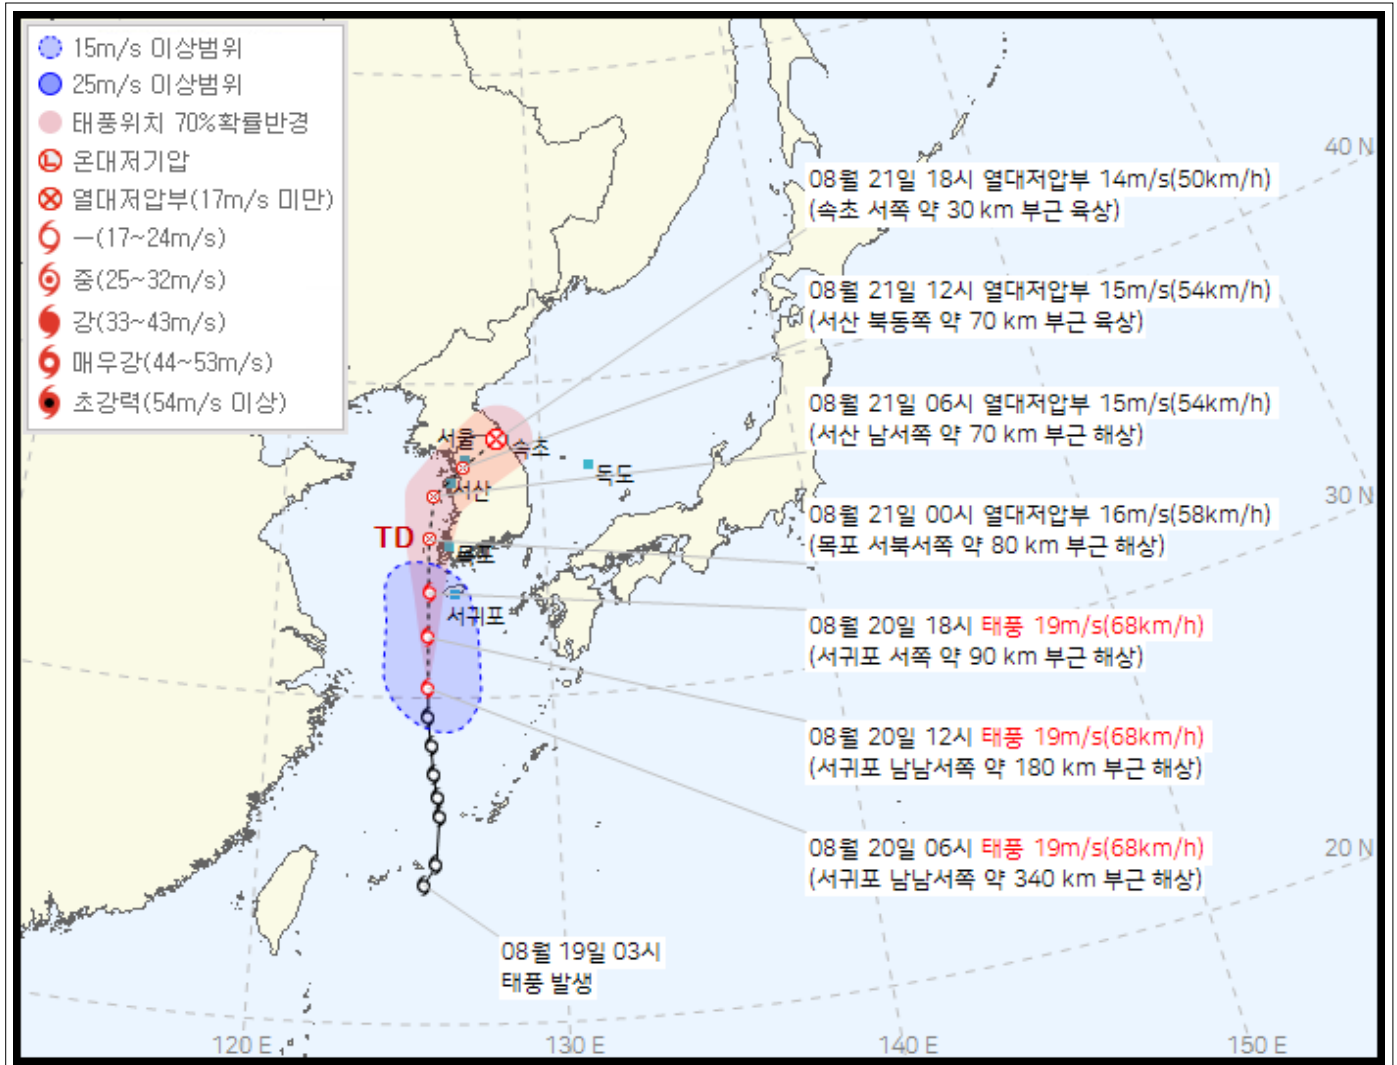 15m/s 이상범위
25m/s 이상범위
태풍위치 70%확률반경
온대저기압
열대저압부(17m/s 미만)
—(17~24m/s)
중(25~32m/s)
강(33~43m/s)
매우강(44~53m/s)
초강력(54m/s 이상)
40 N
08월 21일 18시 열대저압부 14m/s(50km/h)
(속초 서쪽 약 30 km 부근 육상)
08월 21일 12시 열대저압부 15m/s(54km/h)
(서산 북동쪽 약 70 km 부근 육상)
08월 21일 06시 열대저압부 15m/s(54km/h)
(서산 남서쪽 약 70 km 부근 해상)
서울
속초
독도
서산
30 N
08월 21일 00시 열대저압부 16m/s(58km/h)
(목포 서북서쪽 약 80 km 부근 해상)
TD
목포
서귀포
08월 20일 18시 태풍 19m/s(68km/h)
(서귀포 서쪽 약 90 km 부근 해상)
08월 20일 12시 태풍 19m/s(68km/h)
(서귀포 남남서쪽 약 180 km 부근 해상)
08월 20일 06시 태풍 19m/s(68km/h)
(서귀포 남남서쪽 약 340 km 부근 해상)
20 N
08월 19일 03시
태풍 발생
120 E
130 E
140 E
150 E